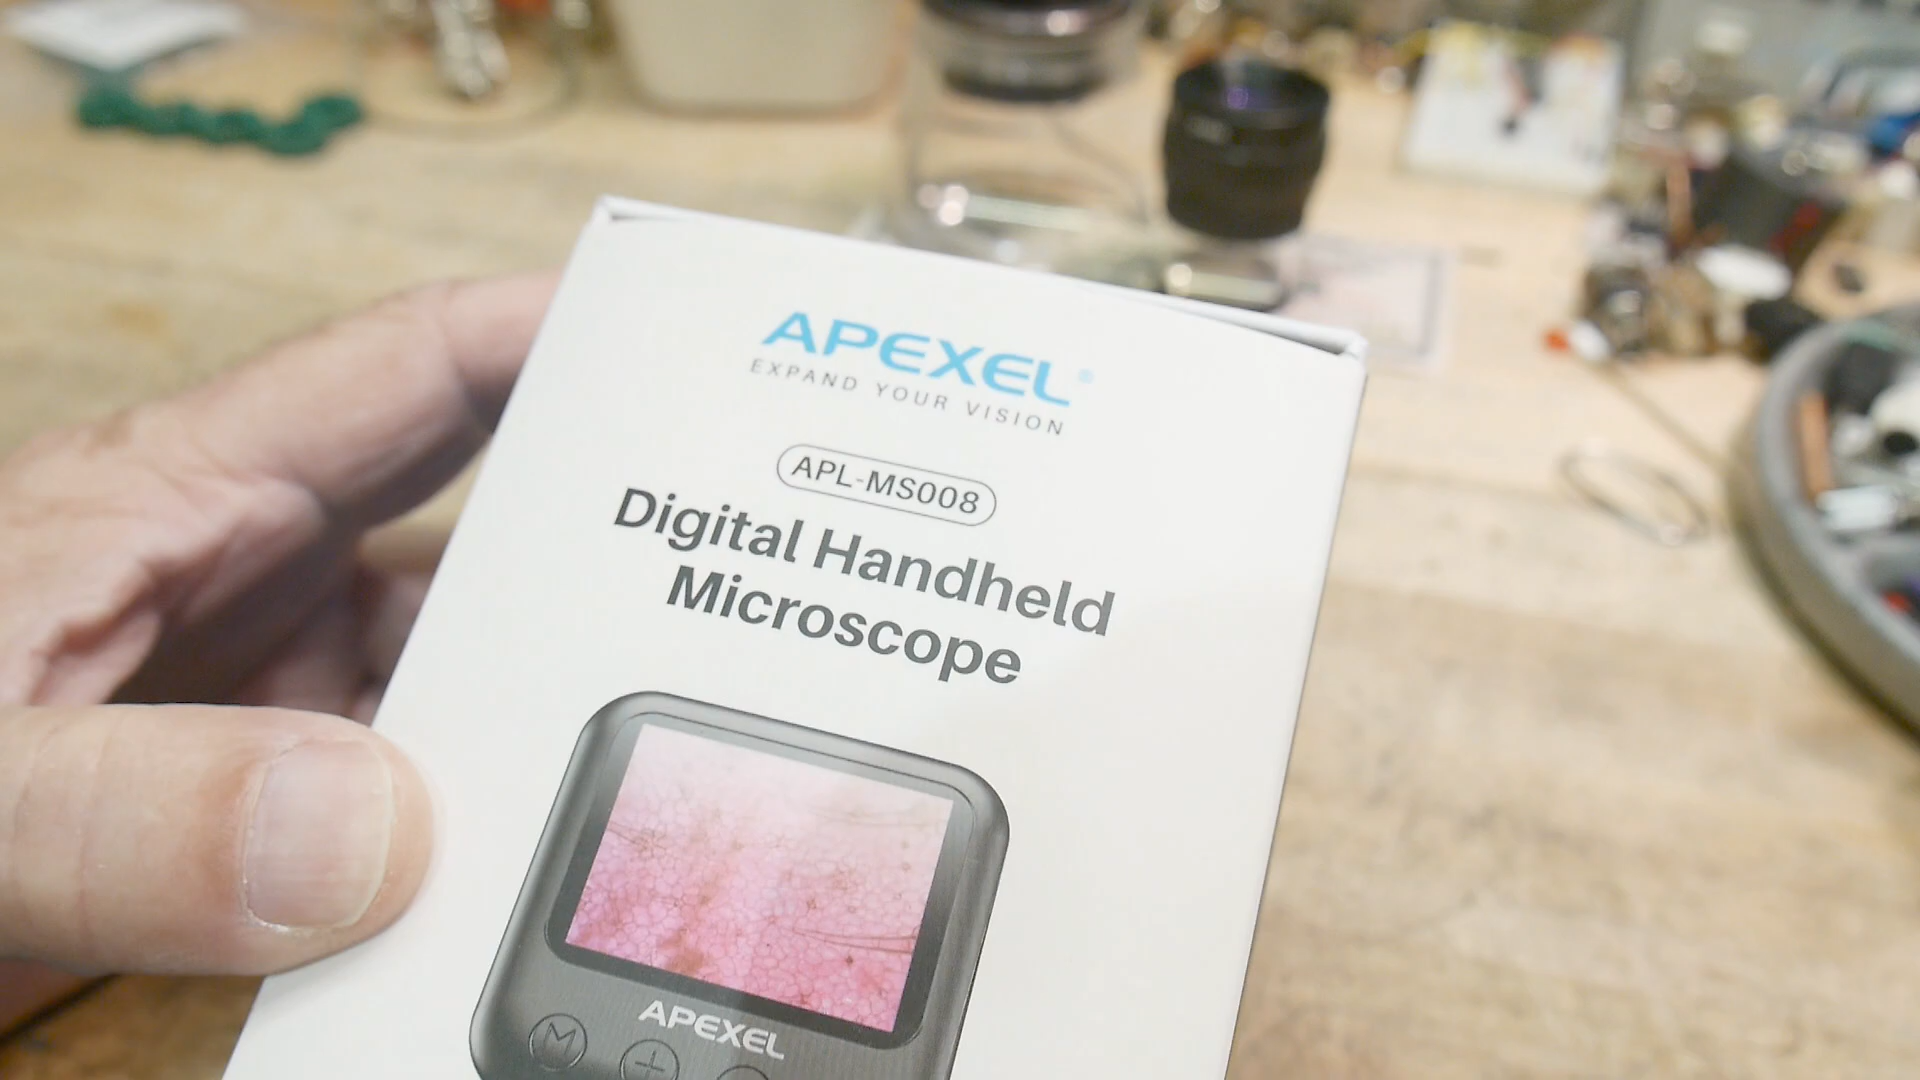 APEXEL®
EXPAND YOUR VISION
APL-MS008
Digital Handheld
Microscope
APEXEL
M +